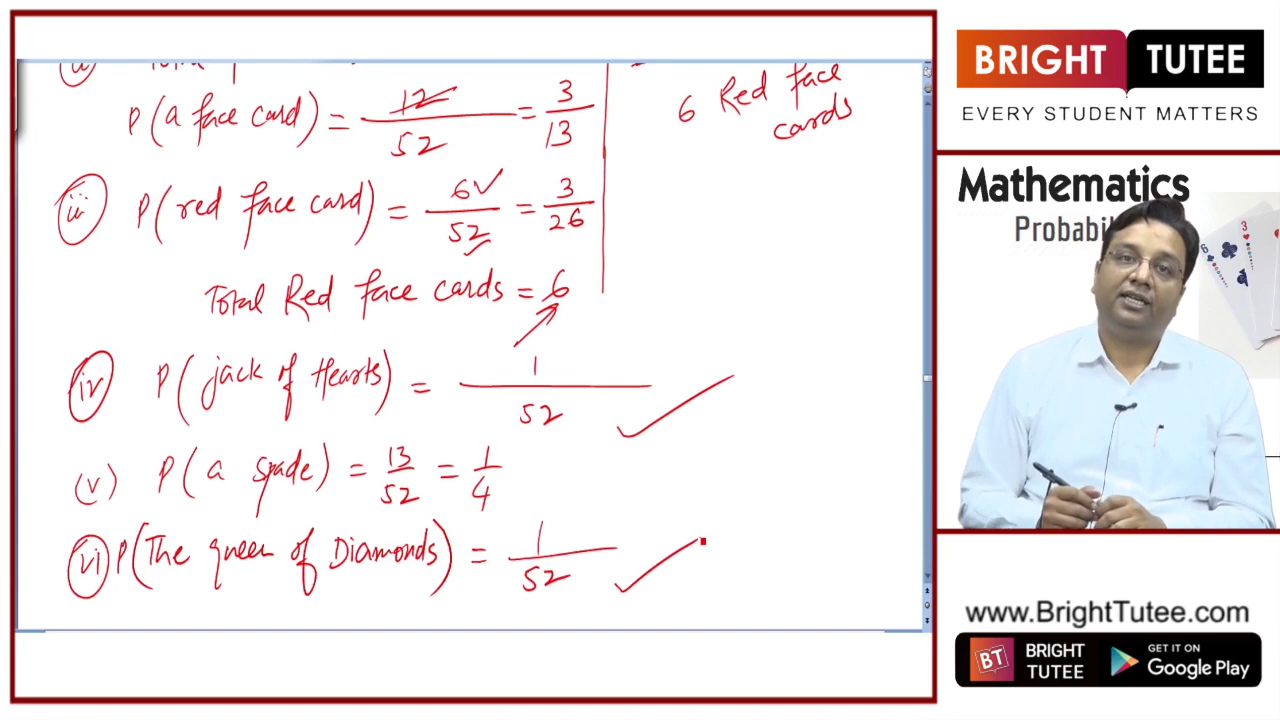 Total
P(a face card) = 12/52 = 3/13
6 Red face cards
iii P(red face card) = 6/52 = 3/26
Total Red face cards = 6
iv P(jack of Hearts) = 1/52
(v) P(a spade) = 13/52 = 1/4
vi P(The queen of Diamonds) = 1/52
BRIGHT TUTEE
EVERY STUDENT MATTERS
Mathematics
www.BrightTutee.com
BT BRIGHT TUTEE
GET IT ON
Google Play